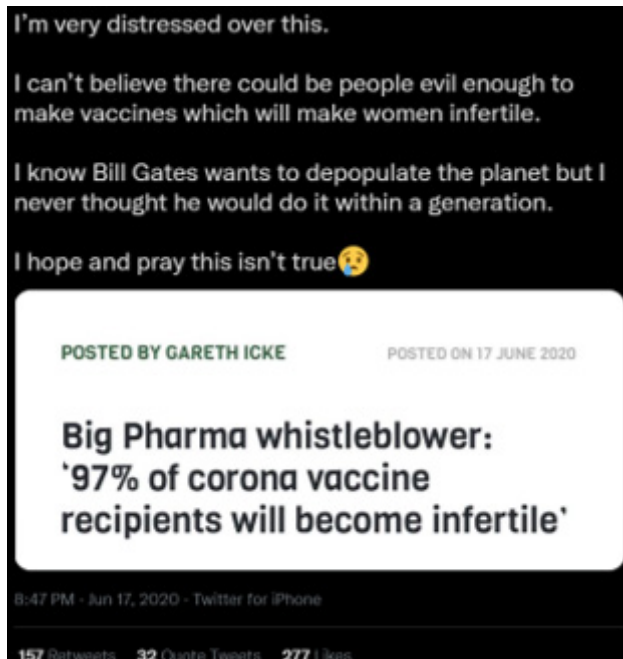 I’m very distressed over this.
I can’t believe there could be people evil enough to
make vaccines which will make women infertile.
I know Bill Gates wants to depopulate the planet but I
never thought he would do it within a generation.
I hope and pray this isn’t true😢
POSTED BY GARETH ICKE
POSTED ON 17 JUNE 2020
Big Pharma whistleblower:
‘97% of corona vaccine
recipients will become infertile’
8:47 PM - Jun 17, 2020 - Twitter for iPhone
157 Retweets 32 Quote Tweets 277 Likes